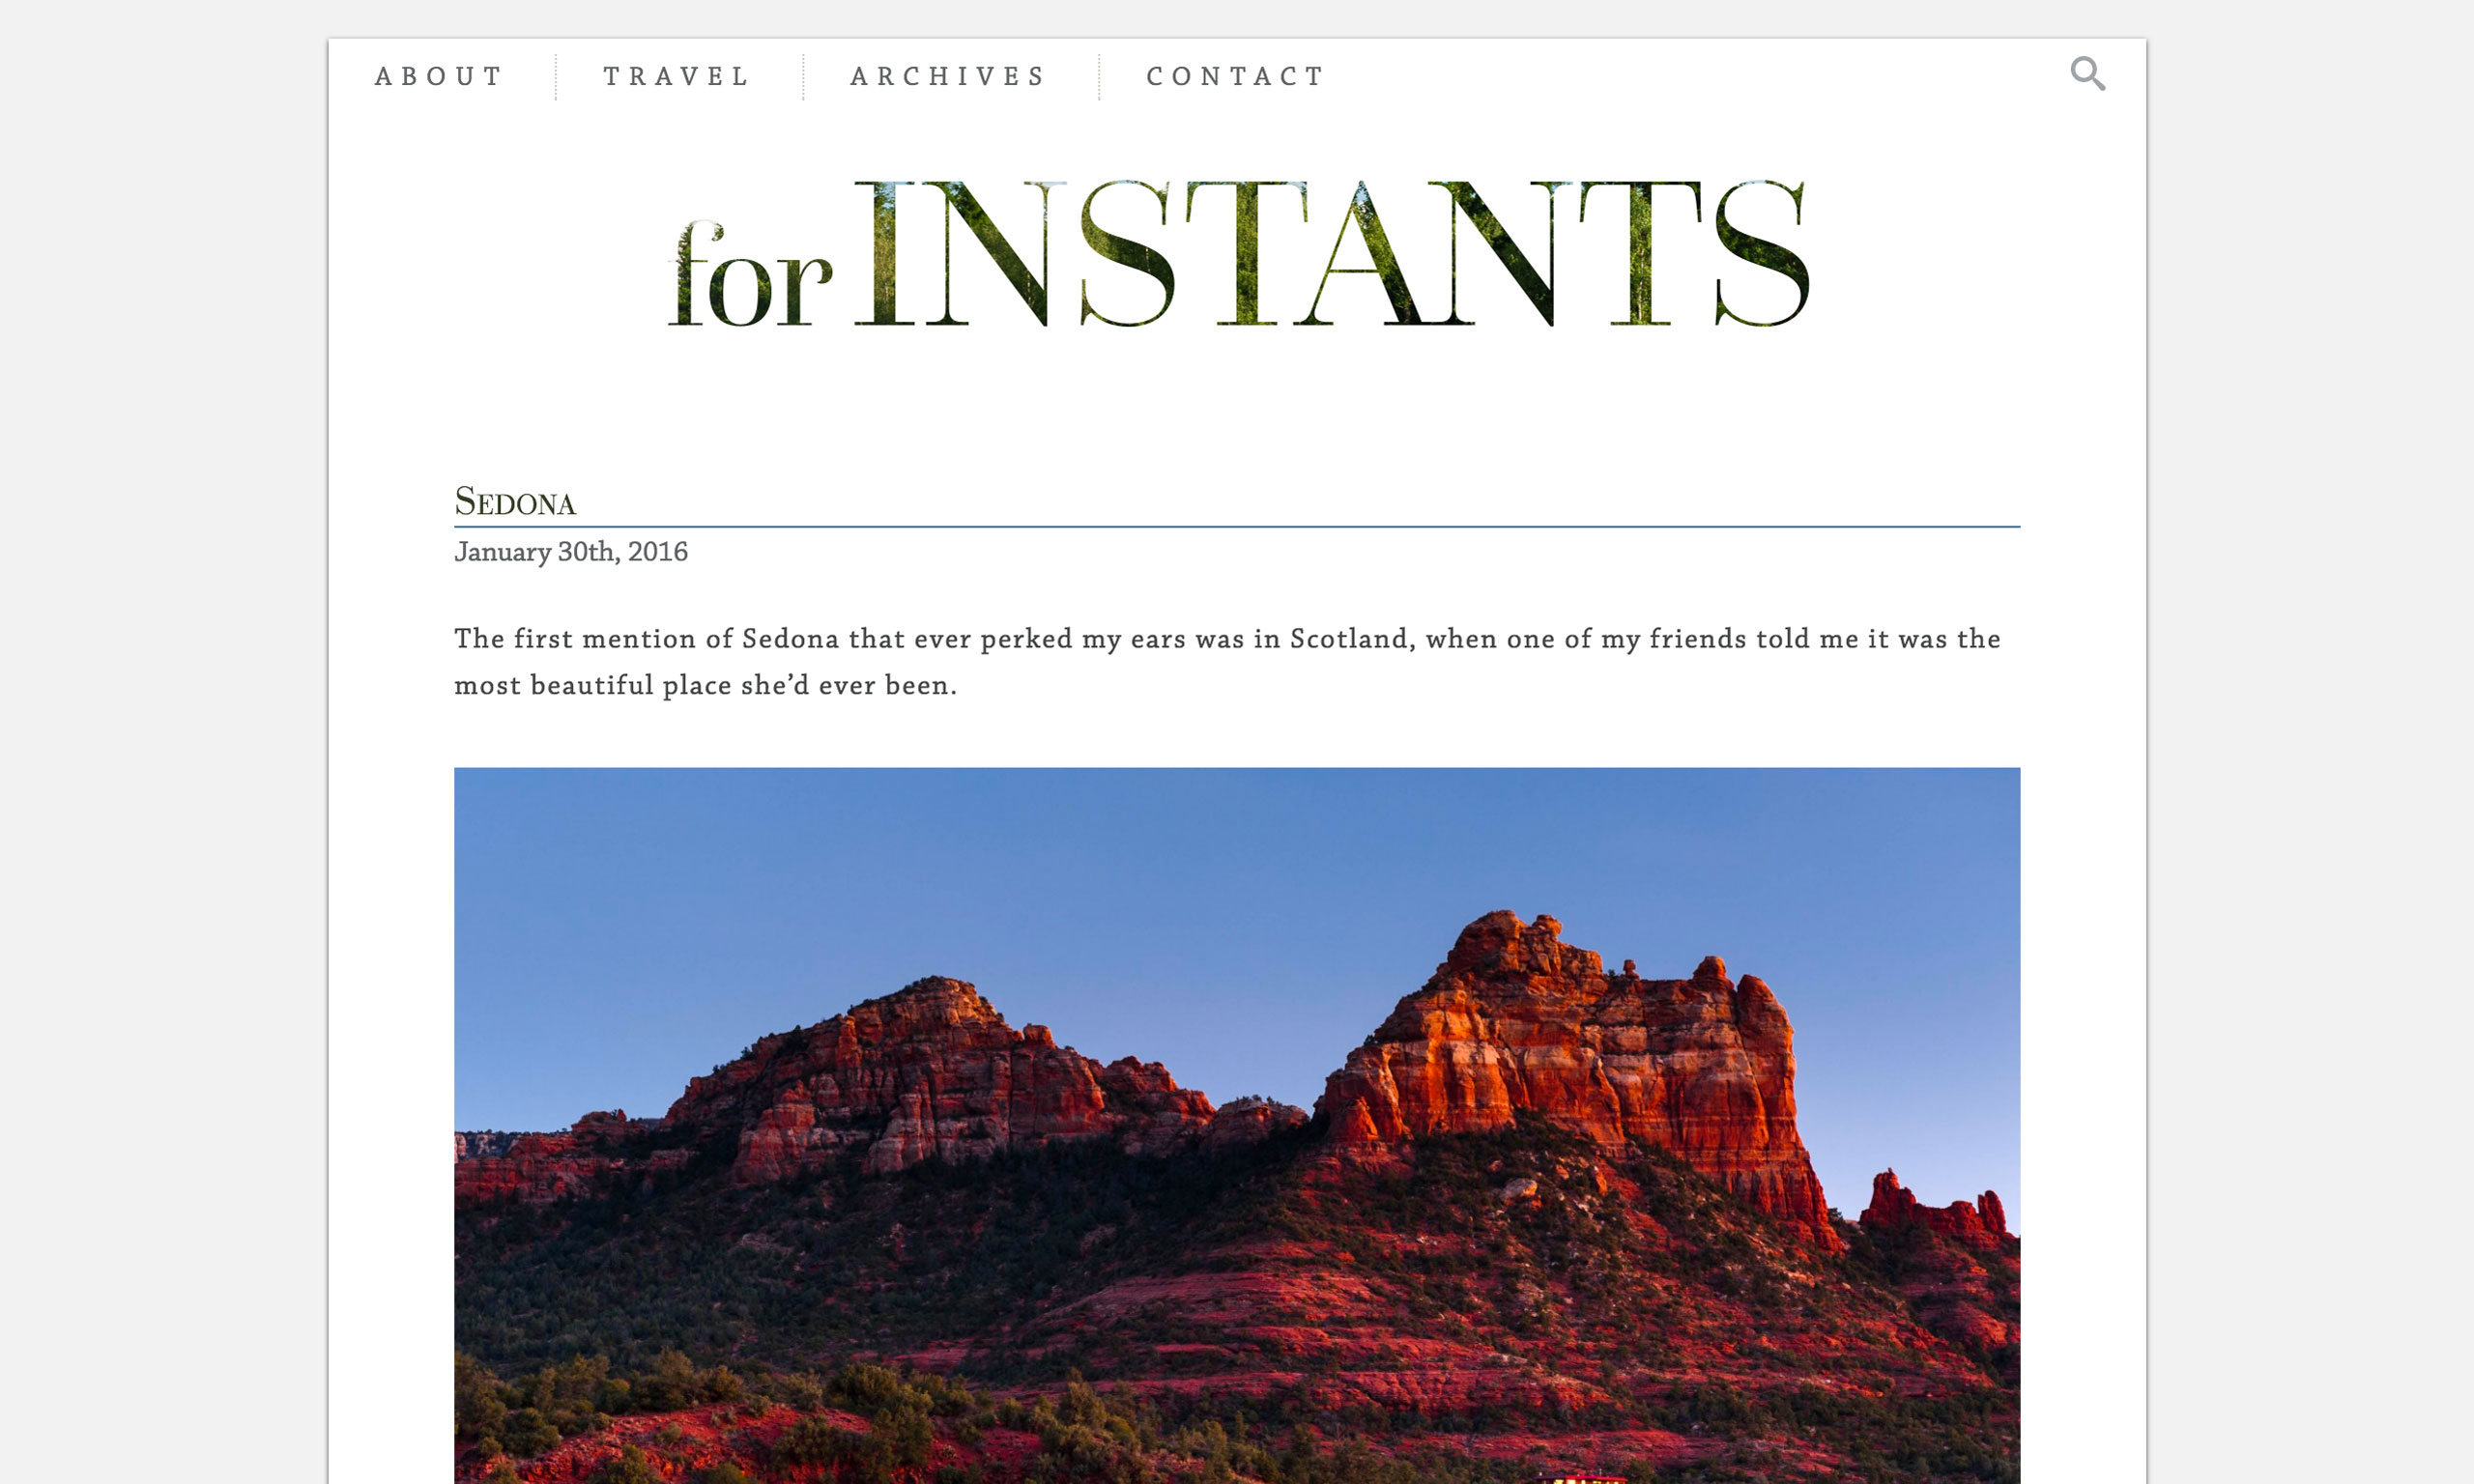 ABOUT
TRAVEL
ARCHIVES
CONTACT
for INSTANTS
Sedona
January 30th, 2016
The first mention of Sedona that ever perked my ears was in Scotland, when one of my friends told me it was the
most beautiful place she’d ever been.